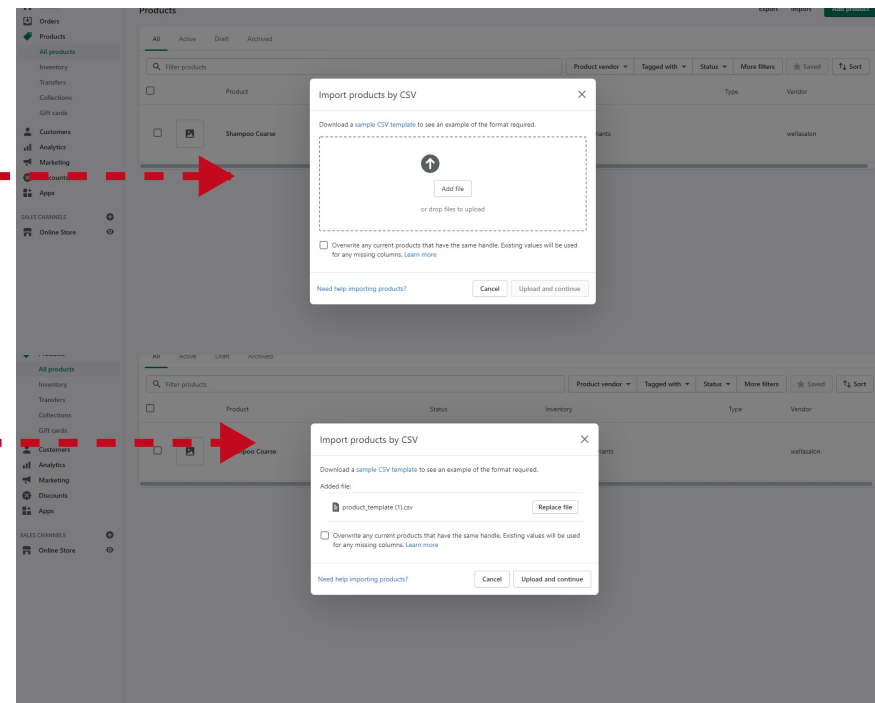 Products
Export Import Add product
Orders
Products
All products
Inventory
Transfers
Collections
Gift cards
Customers
Analytics
Marketing
Apps
SALES CHANNELS
Online Store
All Active Draft Archived
Filter products
Product vendor Tagged with Status More filters Saved Sort
Product Type Vendor
Shampoo Coarse wellasalon
Import products by CSV
Download a sample CSV template to see an example of the format required.
Add file
or drop files to upload
Overwrite any current products that have the same handle. Existing values will be used
for any missing columns. Learn more
Need help importing products? Cancel Upload and continue
All products
Inventory
Transfers
Collections
Gift cards
Customers
Analytics
Marketing
Discounts
Apps
SALES CHANNELS
Online Store
All Active Draft Archived
Filter products
Product vendor Tagged with Status More filters Saved Sort
Product Status Inventory Type Vendor
Coarse wellasalon
Import products by CSV
Download a sample CSV template to see an example of the format required.
Added file:
product_template (1).csv Replace file
Overwrite any current products that have the same handle. Existing values will be used
for any missing columns. Learn more
Need help importing products? Cancel Upload and continue